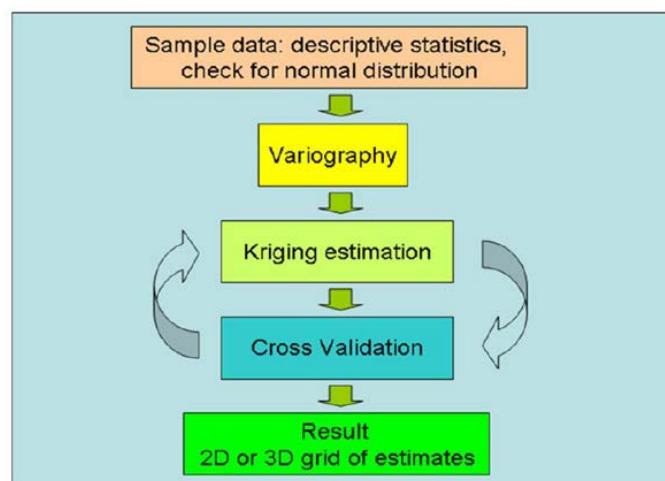 Sample data: descriptive statistics,
check for normal distribution
Variography
Kriging estimation
Cross Validation
Result
2D or 3D grid of estimates